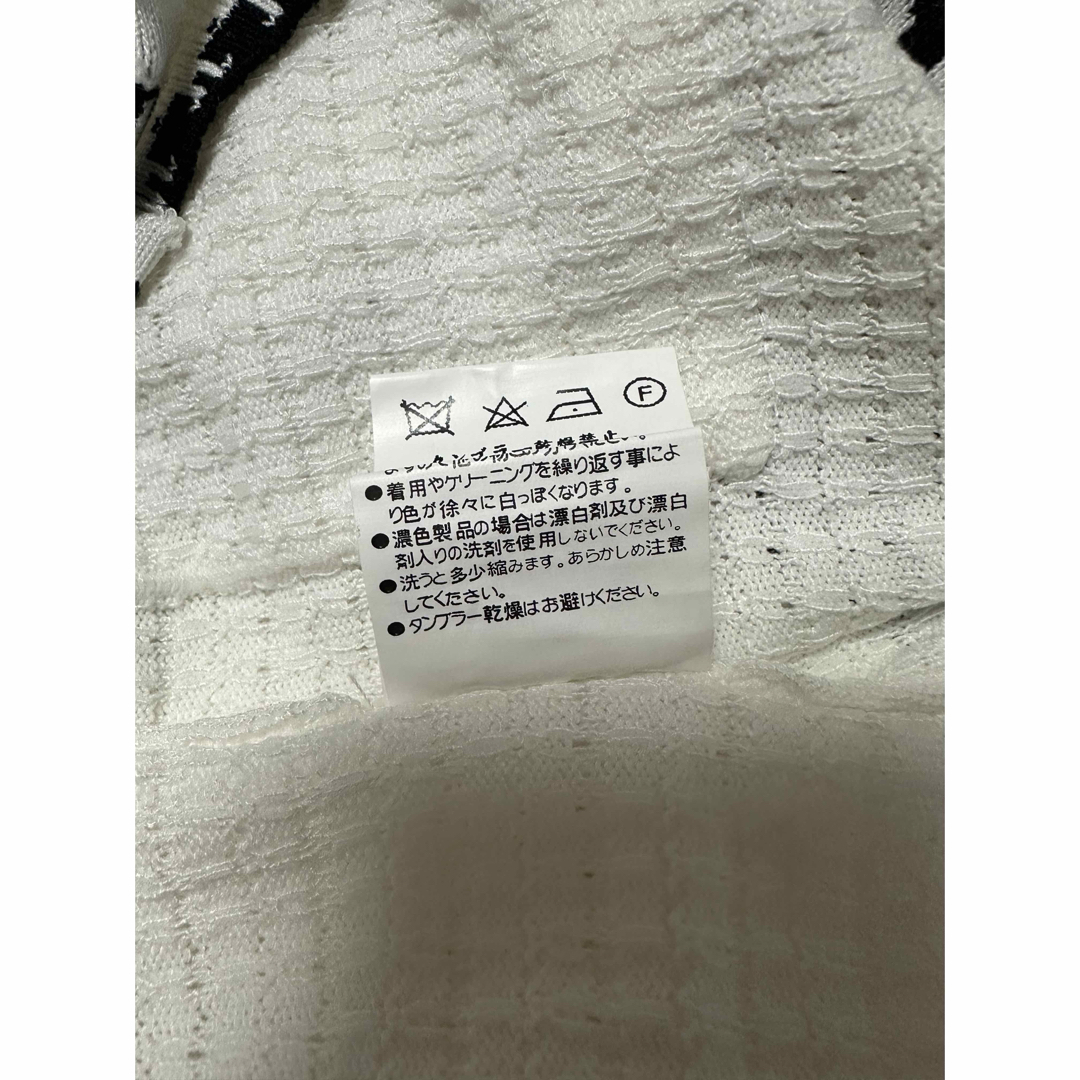 F
乾燥禁止。
●着用やクリーニングを繰り返す事によ
り色が徐々に白っぽくなります。
●濃色製品の場合は漂白剤及び漂白
剤入りの洗剤を使用しないでください。
●洗うと多少縮みます。あらかじめ注意
してください。
●タンブラー乾燥はお避けください。